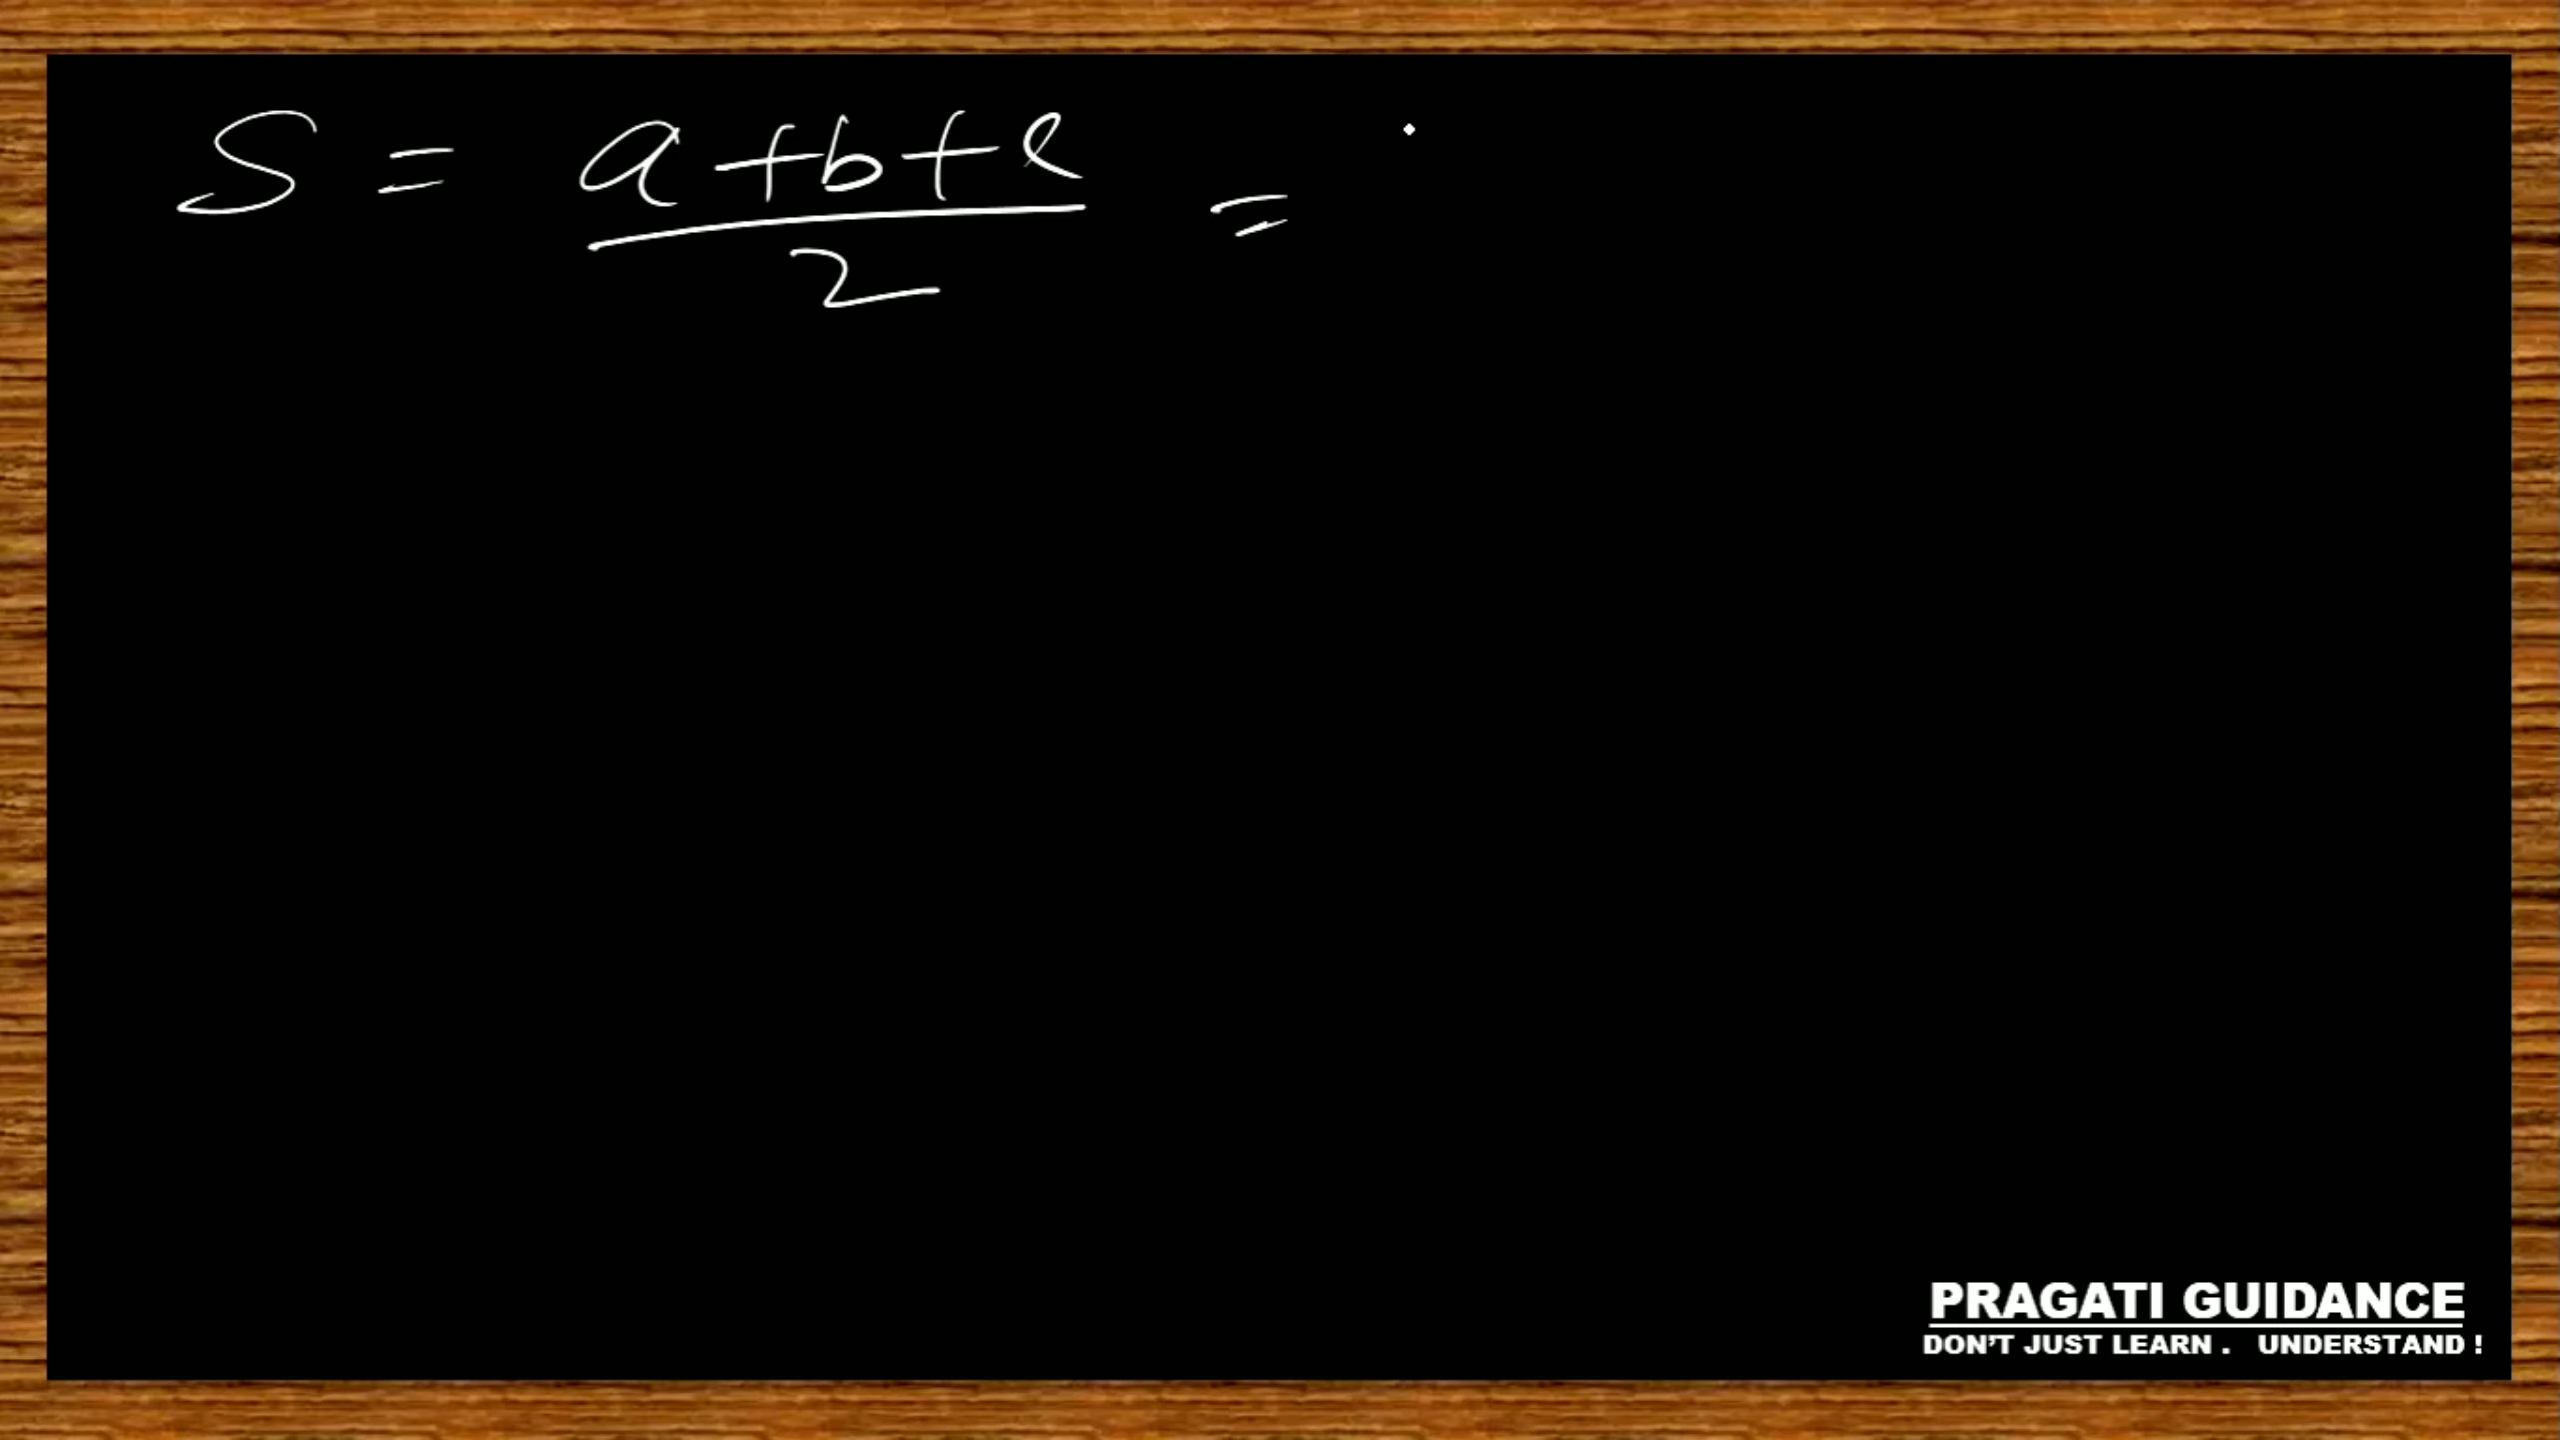 S = a+b+c/2 =
PRAGATI GUIDANCE
DON'T JUST LEARN . UNDERSTAND !